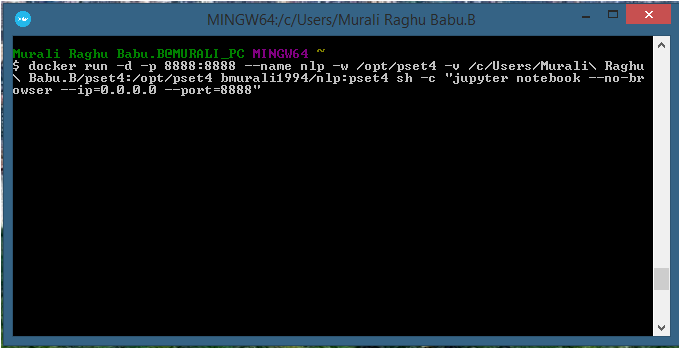 MINGW64:/c/Users/Murali Raghu Babu.B
Murali Raghu Babu.B@MURALI_PC MINGW64 ~
$ docker run -d -p 8888:8888 --name nlp -w /opt/pset4 -v /c/Users/Murali\ Raghu
\ Babu.B/pset4:/opt/pset4 bmurali1994/nlp:pset4 sh -c "jupyter notebook --no-br
owser --ip=0.0.0.0 --port=8888"